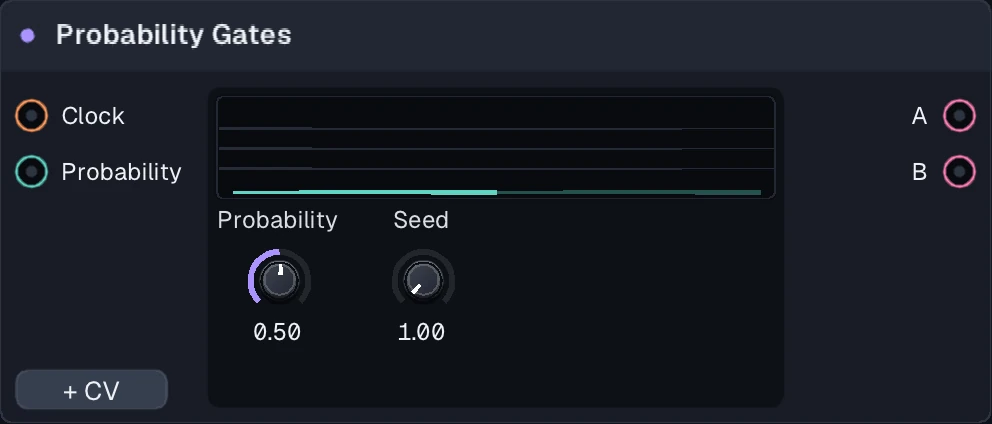 Probability Gates
Clock
A
Probability
B
Probability
Seed
0.50
1.00
+ CV